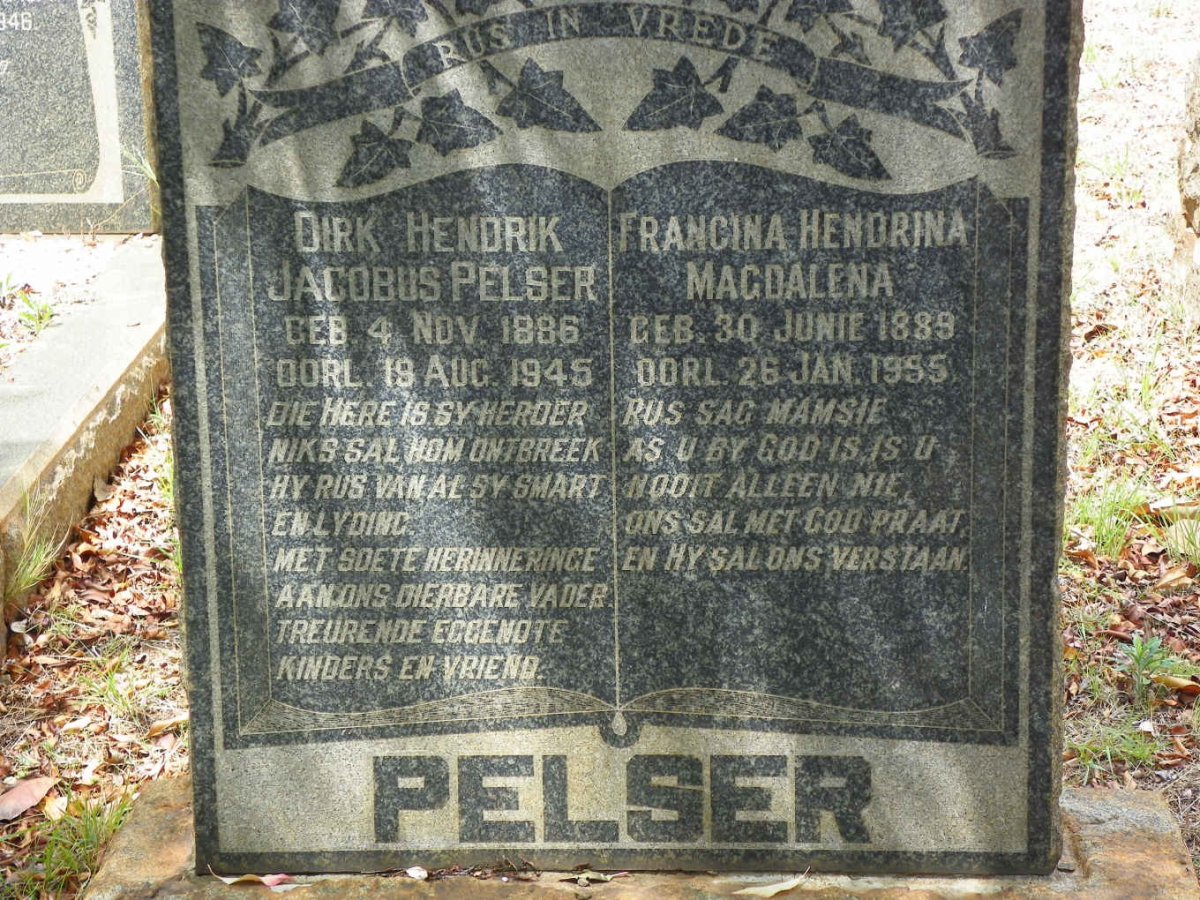 946.
RUS IN VREDE
DIRK HENDRIK
JACOBUS PELSER
GEB. 4 NOV. 1886
OORL. 19 AUG. 1945
DIE HERE IS SY HERDER
NIKS SAL HOM ONTBREEK
HY RUS VAN AL SY SMART
EN LYDING.
MET SOETE HERINNERINGE
AAN ONS DIERBARE VADER.
TREURENDE EGGENOTE
KINDERS EN VRIEND.
FRANCINA HENDRINA
MAGDALENA
GEB. 30 JUNIE 1889
OORL. 26 JAN. 1955
RUS SAG MAMSIE
AS U BY GOD IS, IS U
NOOIT ALLEEN NIE,
ONS SAL MET GOD PRAAT,
EN HY SAL ONS VERSTAAN.
PELSER